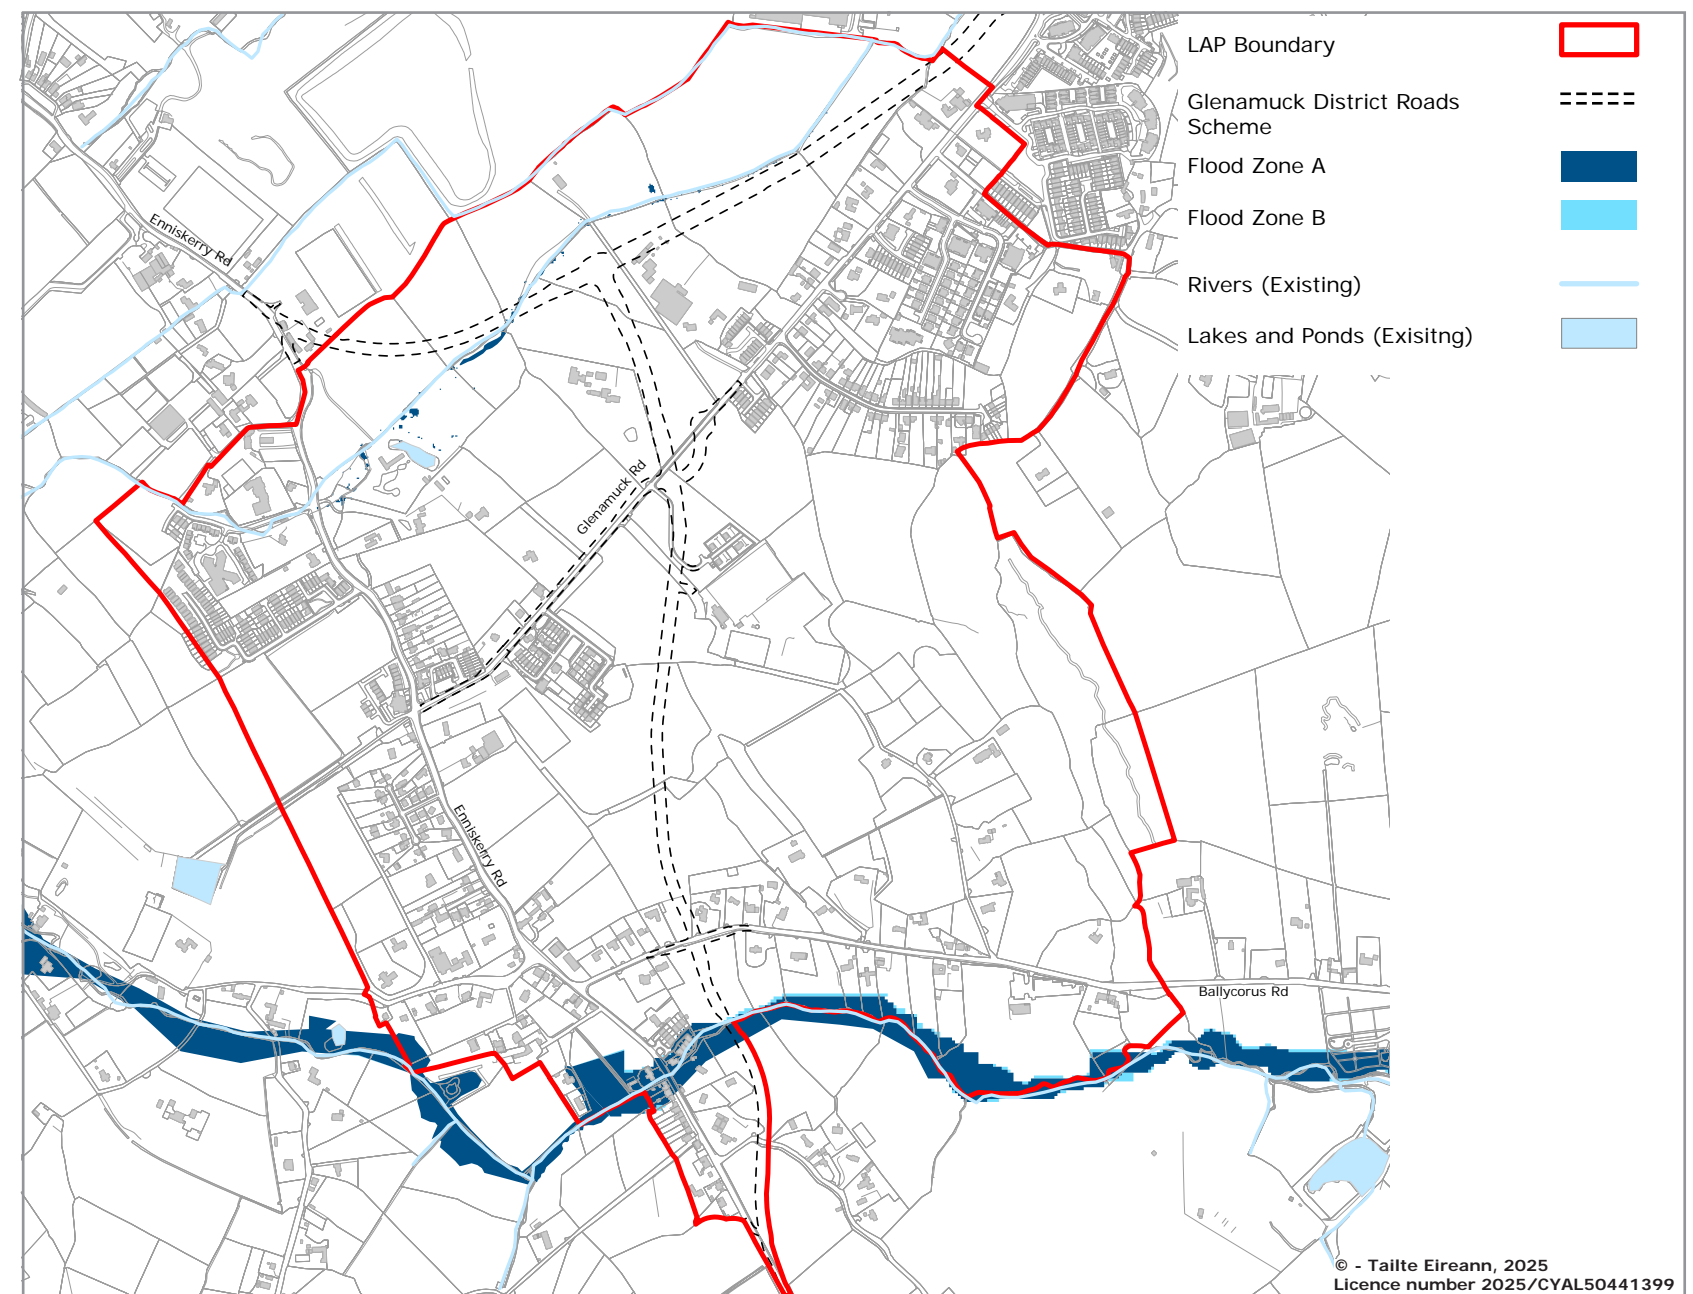 LAP Boundary
Glenamuck District Roads
Scheme
Flood Zone A
Flood Zone B
Rivers (Existing)
Lakes and Ponds (Exisitng)
Enniskerry Rd
Glenamuck Rd
Enniskerry Rd
Ballycorus Rd
© - Tailte Eireann, 2025
Licence number 2025/CYAL50441399